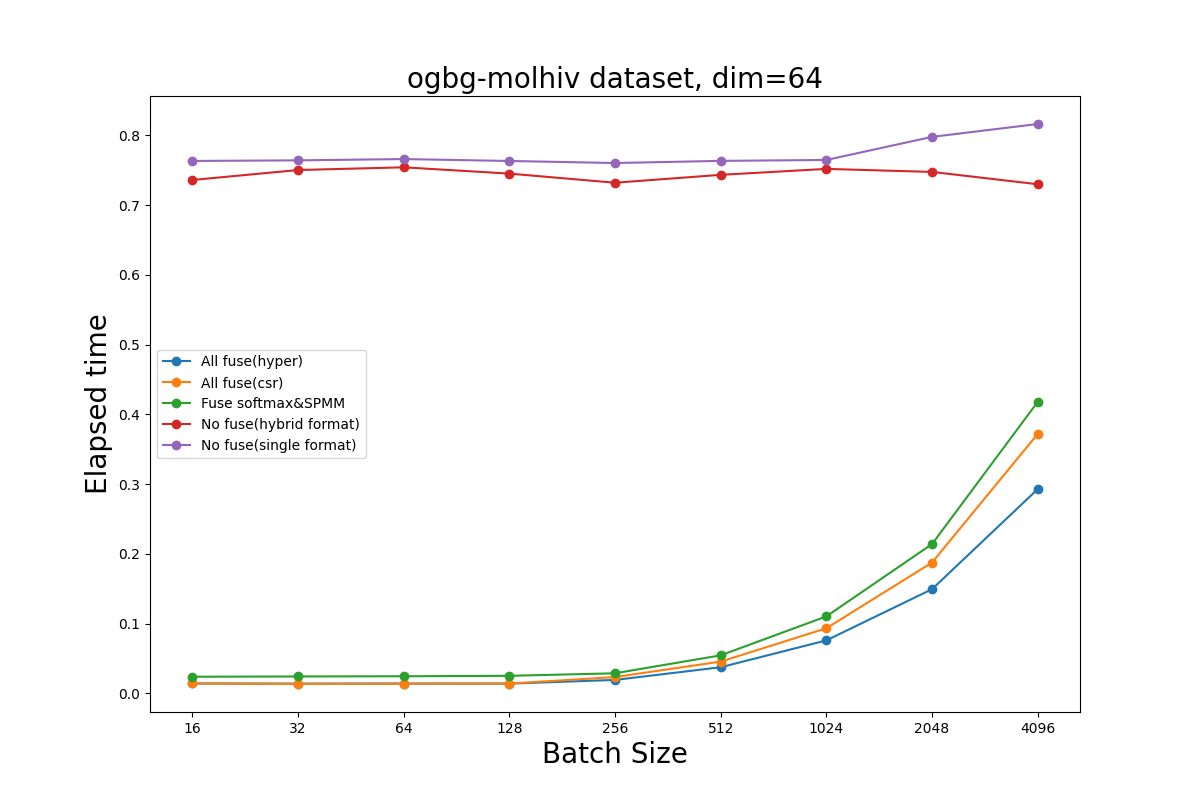 ogbg-molhiv dataset, dim=64
Elapsed time
0.8
0.7
0.6
0.5
0.4
0.3
0.2
0.1
0.0
All fuse(hyper)
All fuse(csr)
Fuse softmax&SPMM
No fuse(hybrid format)
No fuse(single format)
16 32 64 128 256 512 1024 2048 4096
Batch Size